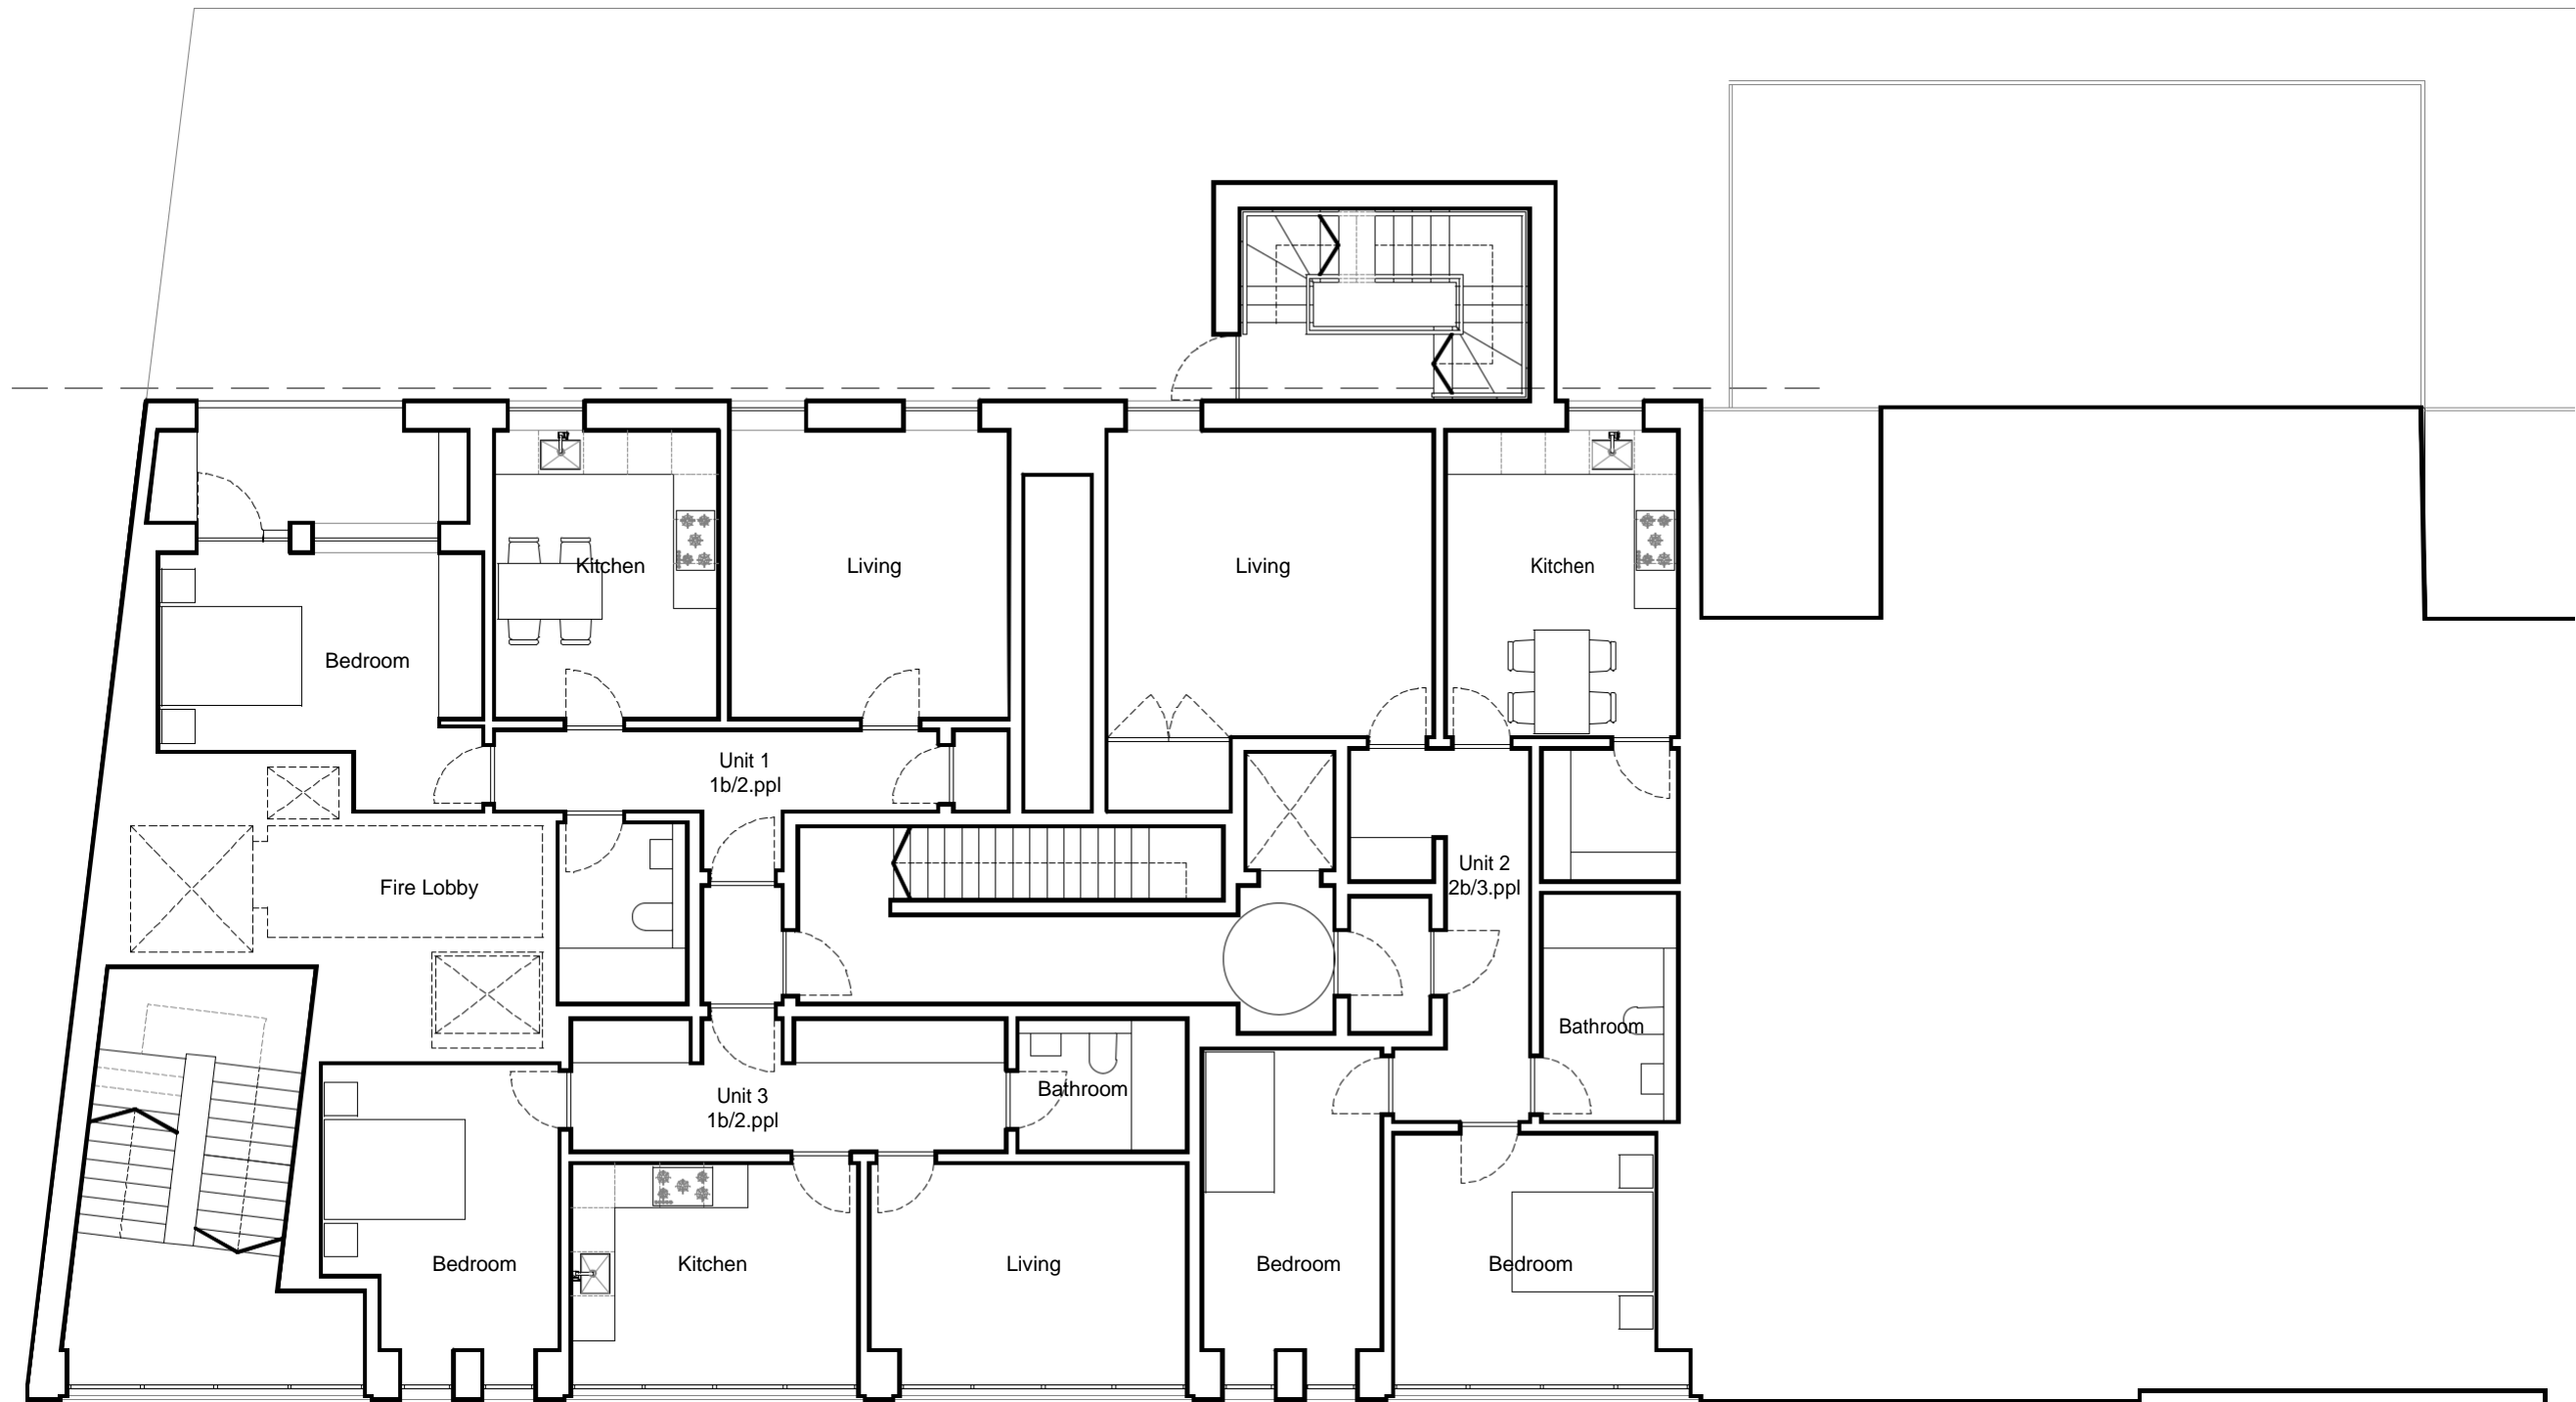 Kitchen
Living
Living
Kitchen
Bedroom
Unit 1
1b/2.ppl
Unit 2
2b/3.ppl
Fire Lobby
Bathroom
Bathroom
Unit 3
1b/2.ppl
Bedroom
Kitchen
Living
Bedroom
Bedroom